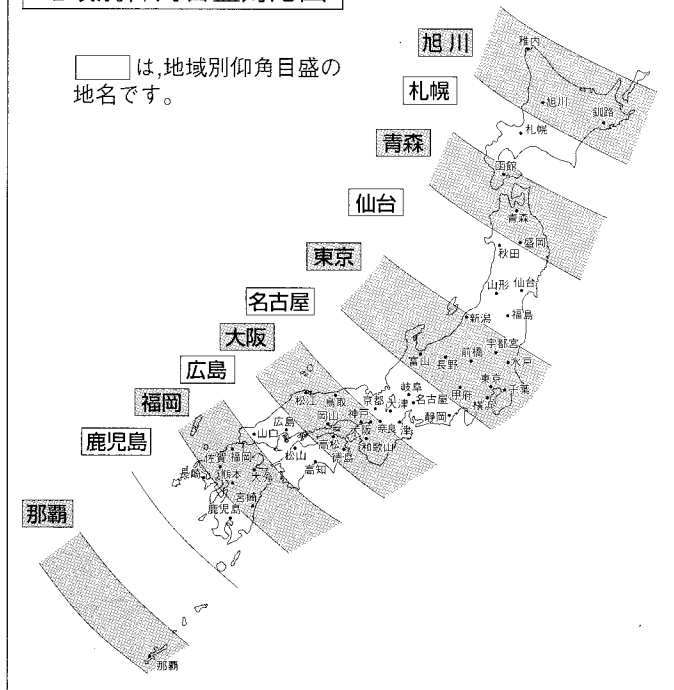 は,地域別仰角目盛の
地名です。
旭川
札幌
青森
仙台
東京
名古屋
大阪
広島
福岡
鹿児島
那覇
稚内
旭川
釧路
札幌
函館
青森
盛岡
秋田
山形
仙台
新潟
福島
宇都宮
前橋
水戸
富山
長野
東京
千葉
甲府
横浜
岐阜
名古屋
静岡
京都
大津
津
奈良
神戸
大阪
和歌山
松江
鳥取
岡山
広島
山口
高松
徳島
松山
高知
佐賀
福岡
長崎
熊本
大分
宮崎
鹿児島
那覇